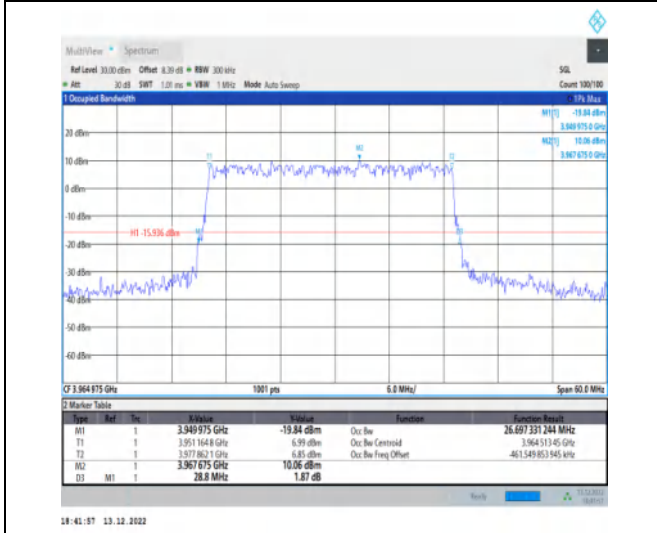 MultiView Spectrum
Ref Level 30.00 dBm Offset 8.39 dB RBW 300 kHz SGL
Att 30 dB SWT 1.01 ms VBW 1 MHz Mode Auto Sweep Count 100/100
1 Occupied Bandwidth 1Pk Max
M1[1] -19.84 dBm
3.949 975 0 GHz
M2[1] 10.06 dBm
3.967 675 0 GHz
20 dBm
10 dBm
0 dBm
-10 dBm
-20 dBm
-30 dBm
-40 dBm
-50 dBm
-60 dBm
T1
M2
T2
H1 -15.936 dBm
CF 3.964 975 GHz 1001 pts 6.0 MHz/ Span 60.0 MHz
2 Marker Table
Type Ref Trc X-Value Y-Value Function Function Result
M1 1 3.949 975 GHz -19.84 dBm Occ Bw 26.697 331 244 MHz
T1 1 3.951 164 8 GHz 6.99 dBm Occ Bw Centroid 3.964 513 45 GHz
T2 1 3.977 862 1 GHz 6.85 dBm Occ Bw Freq Offset -461.549 853 945 kHz
M2 1 3.967 675 GHz 10.06 dBm
D3 M1 1 28.8 MHz 1.87 dB
Ready
18:41:57 13.12.2022